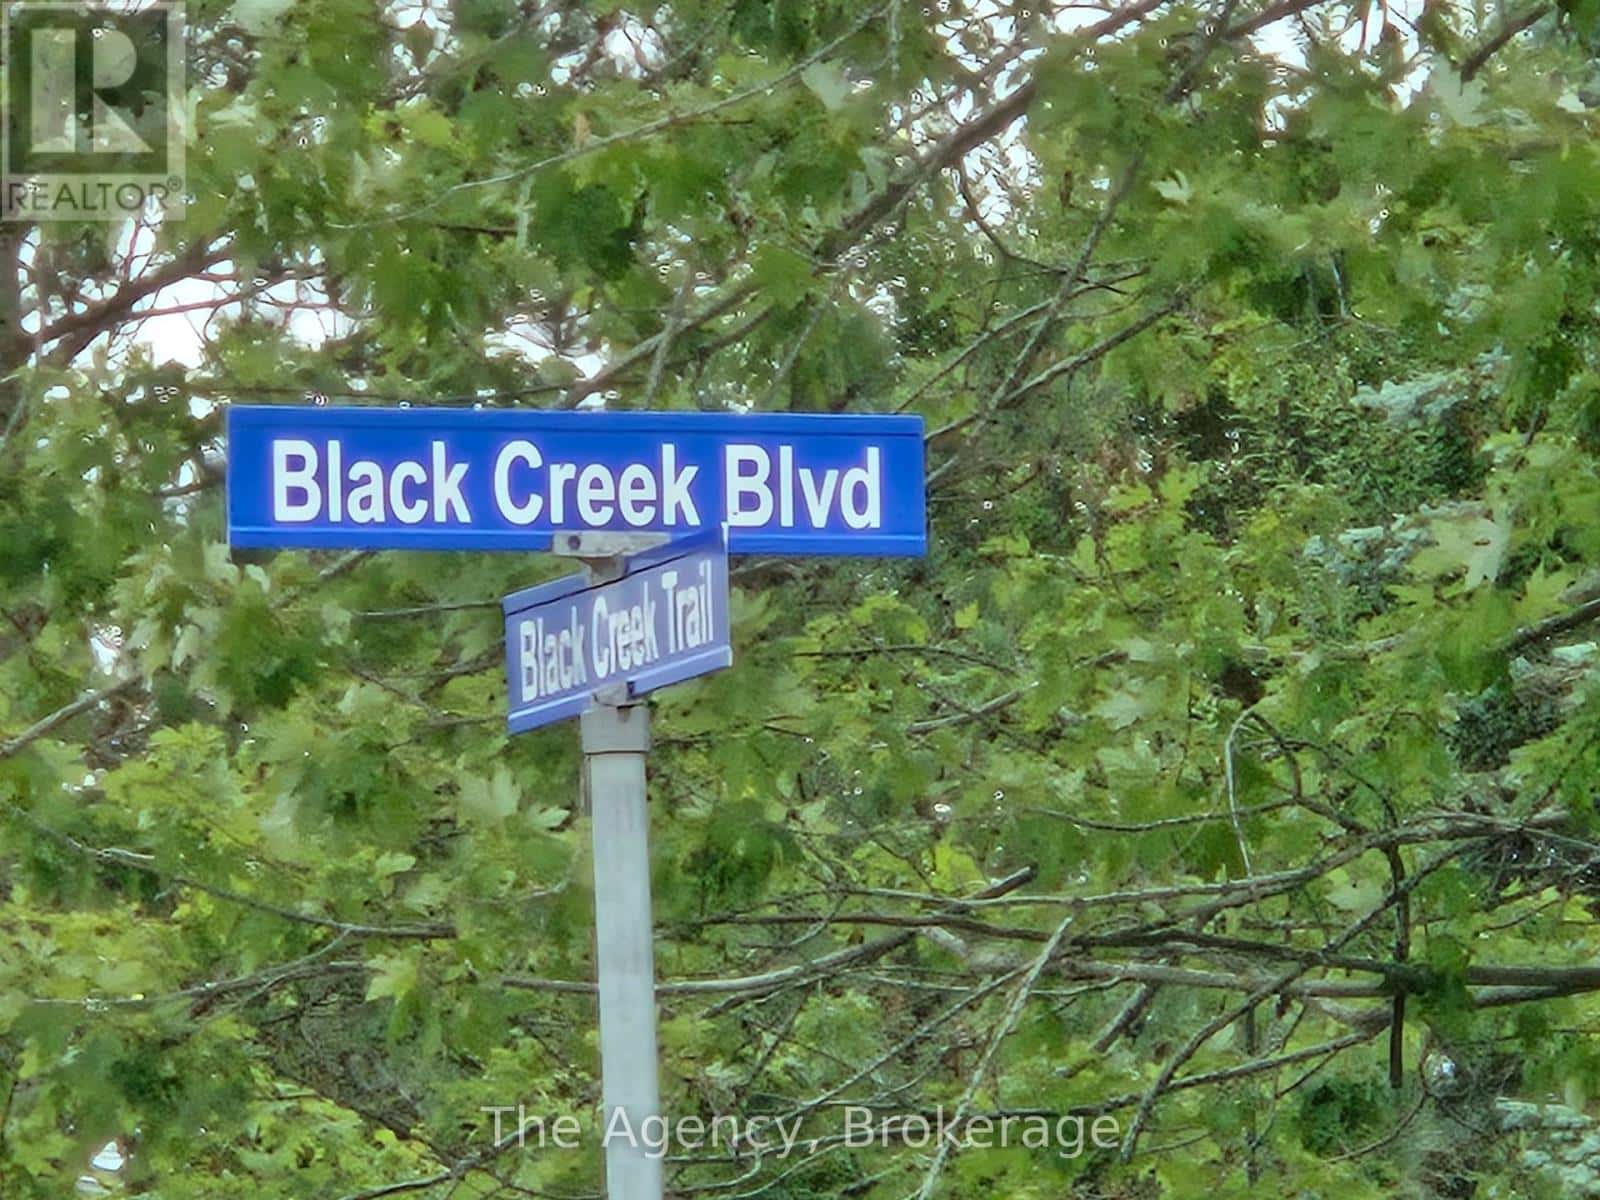 R
REALTOR®
Black Creek Blvd
Black Creek Trail
The Agency, Brokerage